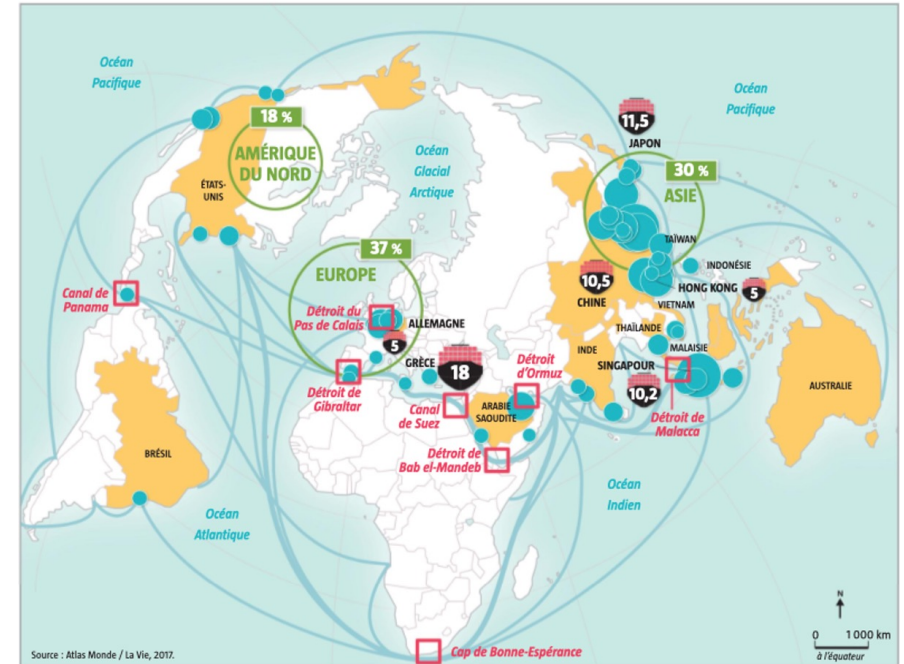 Océan
Pacifique
18 %
AMÉRIQUE
DU NORD
ÉTATS-
UNIS
Océan
Glacial
Arctique
11,5
JAPON
Océan
Pacifique
30 %
ASIE
37 %
EUROPE
TAÏWAN
INDONÉSIE
HONG KONG
5
10,5
CHINE
VIETNAM
Canal de
Panama
Détroit du
Pas de Calais
ALLEMAGNE
5
GRÈCE
18
Détroit
d'Ormuz
THAÏLANDE
MALAISIE
INDE
SINGAPOUR
10,2
Détroit de
Malacca
AUSTRALIE
Détroit de
Gibraltar
Canal
de Suez
ARABIE
SAOUDITE
Détroit de
Bab el-Mandeb
BRÉSIL
Océan
Atlantique
Océan
Indien
N
0 1 000 km
à l'équateur
Cap de Bonne-Espérance
Source : Atlas Monde / La Vie, 2017.